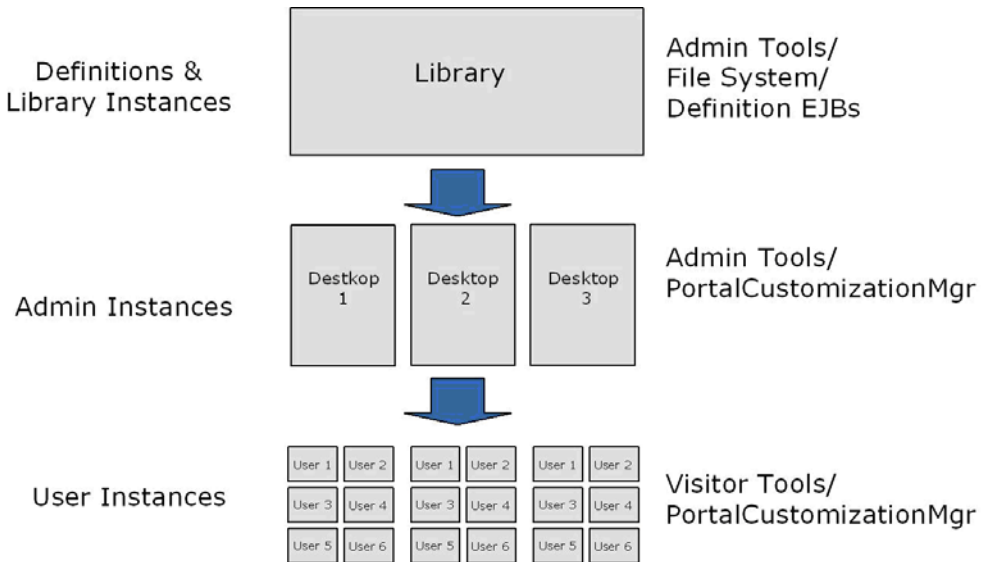 Definitions &
Library Instances
Library
Admin Tools/
File System/
Definition EJBs
Admin Instances
Destkop
1
Desktop
2
Desktop
3
Admin Tools/
PortalCustomizationMgr
User Instances
User 1 User 2 User 1 User 2 User 1 User 2
User 3 User 4 User 3 User 4 User 3 User 4
User 5 User 6 User 5 User 6 User 5 User 6
Visitor Tools/
PortalCustomizationMgr